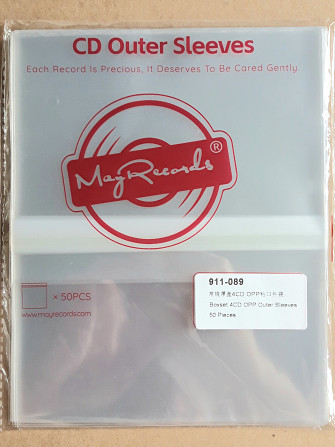 CD Outer Sleeves
Each Record Is Precious, It Deserves To Be Cared Gently.
MayRecords®
×50PCS
www.mayrecords.com
911-089
Boxset 4CD OPP Outer Sleeves
50 Pieces